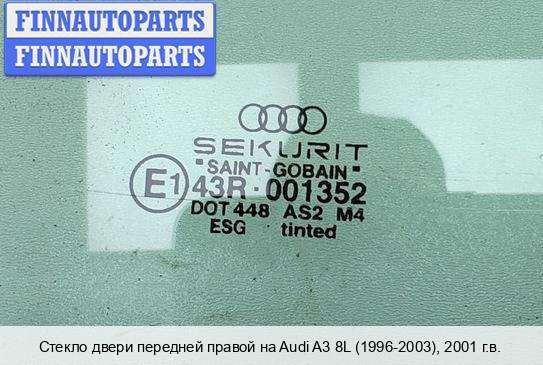 FINNAUTOPARTS
FINNAUTOPARTS
SEKURIT
"SAINT-GOBAIN"
E1 43R·001352
DOT 448 AS2 M4
ESG tinted
Стекло двери передней правой на Audi A3 8L (1996-2003), 2001 г.в.